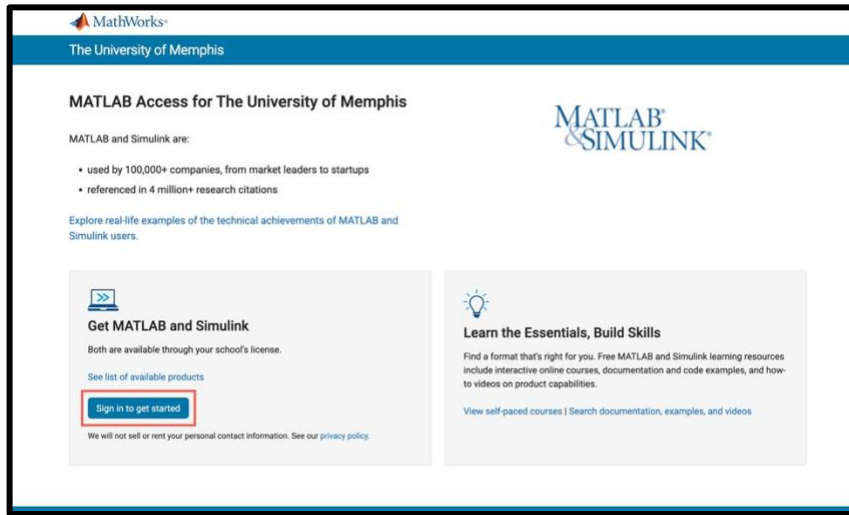 MathWorks®
The University of Memphis
MATLAB Access for The University of Memphis
MATLAB and Simulink are:
• used by 100,000+ companies, from market leaders to startups
• referenced in 4 million+ research citations
Explore real-life examples of the technical achievements of MATLAB and
Simulink users.
MATLAB®
&SIMULINK®
Get MATLAB and Simulink
Both are available through your school's license.
See list of available products
Sign in to get started
We will not sell or rent your personal contact information. See our privacy policy.
Learn the Essentials, Build Skills
Find a format that's right for you. Free MATLAB and Simulink learning resources
include interactive online courses, documentation and code examples, and how-
to videos on product capabilities.
View self-paced courses | Search documentation, examples, and videos